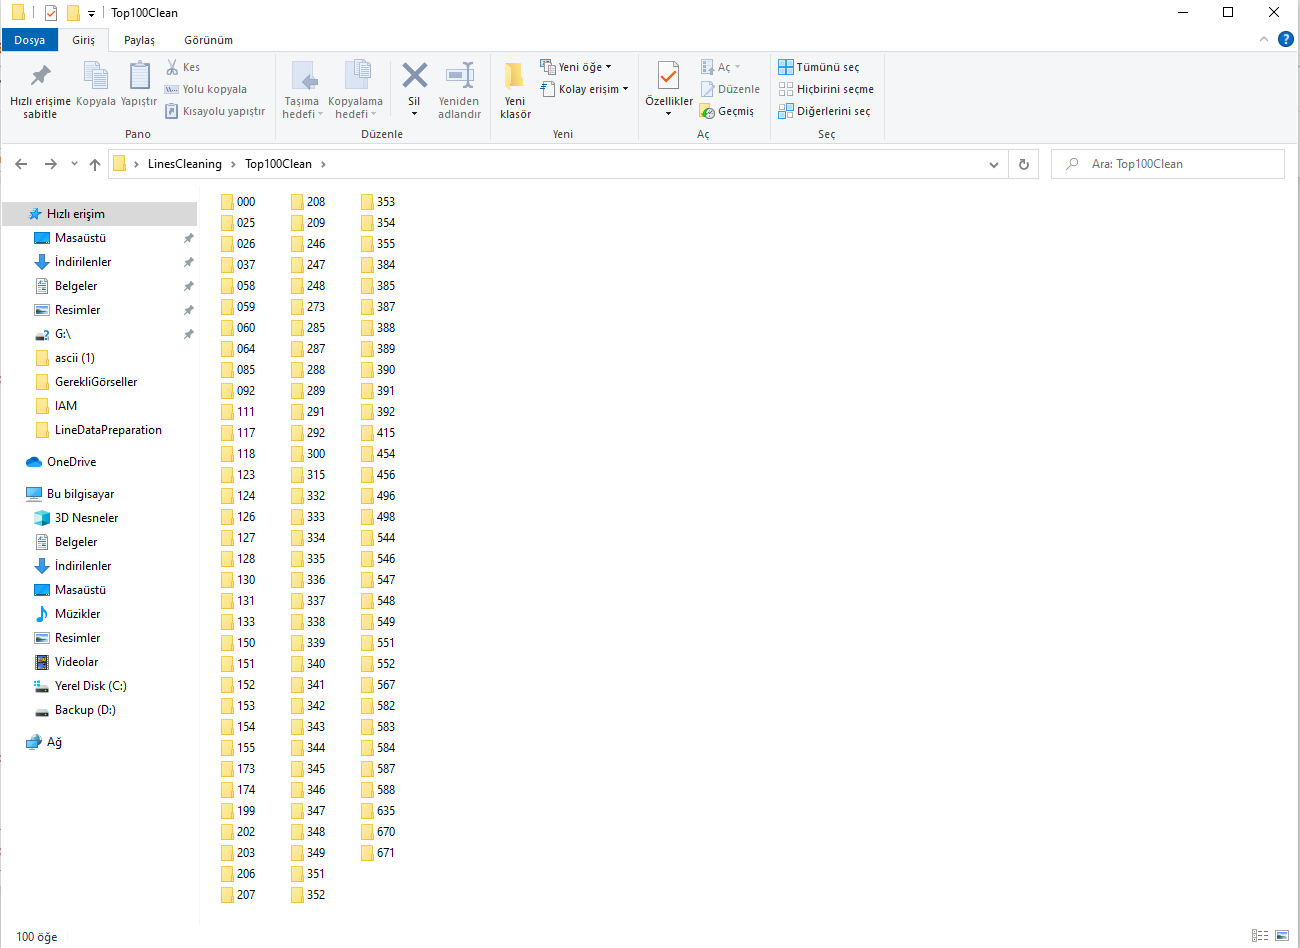 Top100Clean
Dosya Giriş Paylaş Görünüm
Hızlı erişime sabitle
Kopyala
Yapıştır
Kes
Yolu kopyala
Kısayolu yapıştır
Pano
Taşıma hedefi
Kopyalama hedefi
Sil
Yeniden adlandır
Düzenle
Yeni klasör
Yeni öğe
Kolay erişim
Yeni
Özellikler
Aç
Düzenle
Geçmiş
Aç
Tümünü seç
Hiçbirini seçme
Diğerlerini seç
Seç
LinesCleaning > Top100Clean >
Ara: Top100Clean
Hızlı erişim
Masaüstü
İndirilenler
Belgeler
Resimler
G:\
ascii (1)
GerekliGörseller
IAM
LineDataPreparation
OneDrive
Bu bilgisayar
3D Nesneler
Belgeler
İndirilenler
Masaüstü
Müzikler
Resimler
Videolar
Yerel Disk (C:)
Backup (D:)
Ağ
000
025
026
037
058
059
060
064
085
092
111
117
118
123
124
126
127
128
130
131
133
150
151
152
153
154
155
173
174
199
202
203
206
207
208
209
246
247
248
273
285
287
288
289
291
292
300
315
332
333
334
335
336
337
338
339
340
341
342
343
344
345
346
347
348
349
351
352
353
354
355
384
385
387
388
389
390
391
392
415
454
456
496
498
544
546
547
548
549
551
552
567
582
583
584
587
588
635
670
671
100 öğe